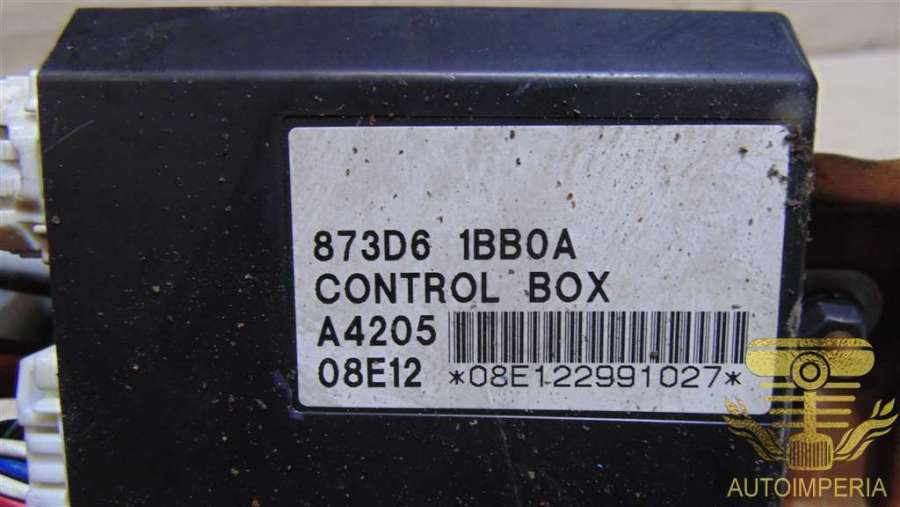 873D6 1BB0A
CONTROL BOX
A4205
08E12 *08E122991027*
AUTOIMPERIA